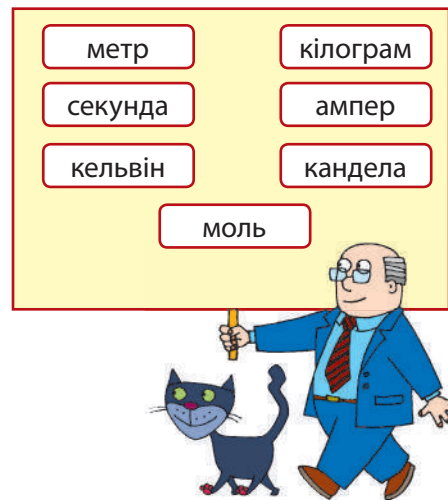 метр кілограм
секунда ампер
кельвін кандела
моль